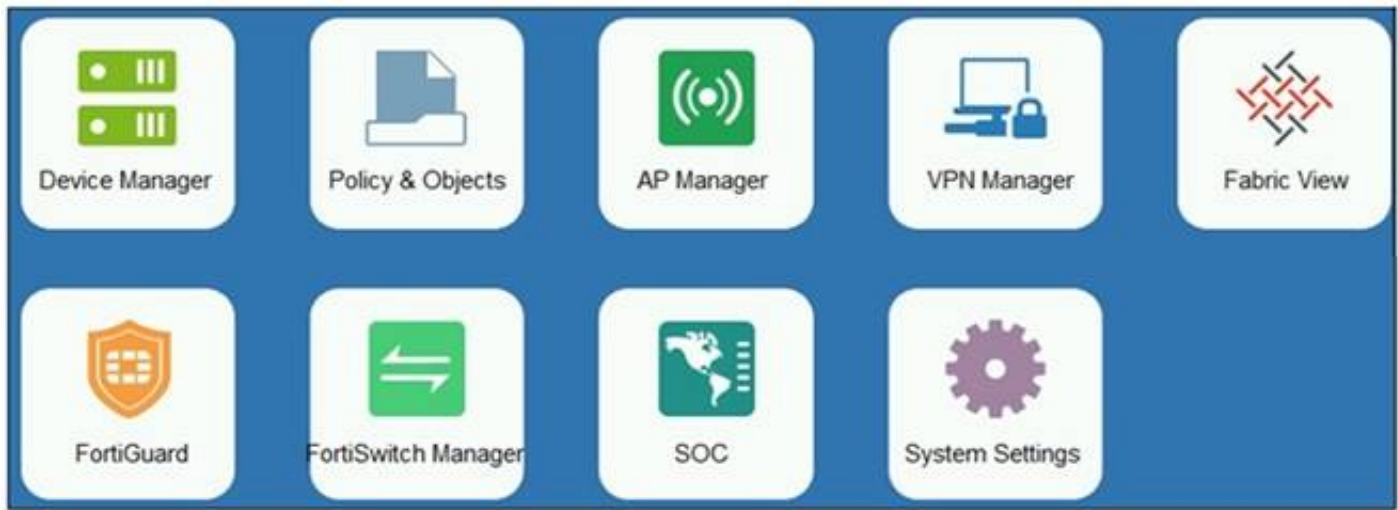 Device Manager
Policy & Objects
AP Manager
VPN Manager
Fabric View
FortiGuard
FortiSwitch Manager
SOC
System Settings